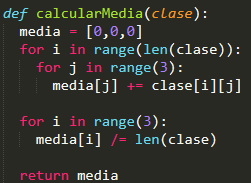 def calcularMedia(clase):
    media = [0,0,0]
    for i in range(len(clase)):
        for j in range(3):
            media[j] += clase[i][j]

    for i in range(3):
        media[i] /= len(clase)

    return media